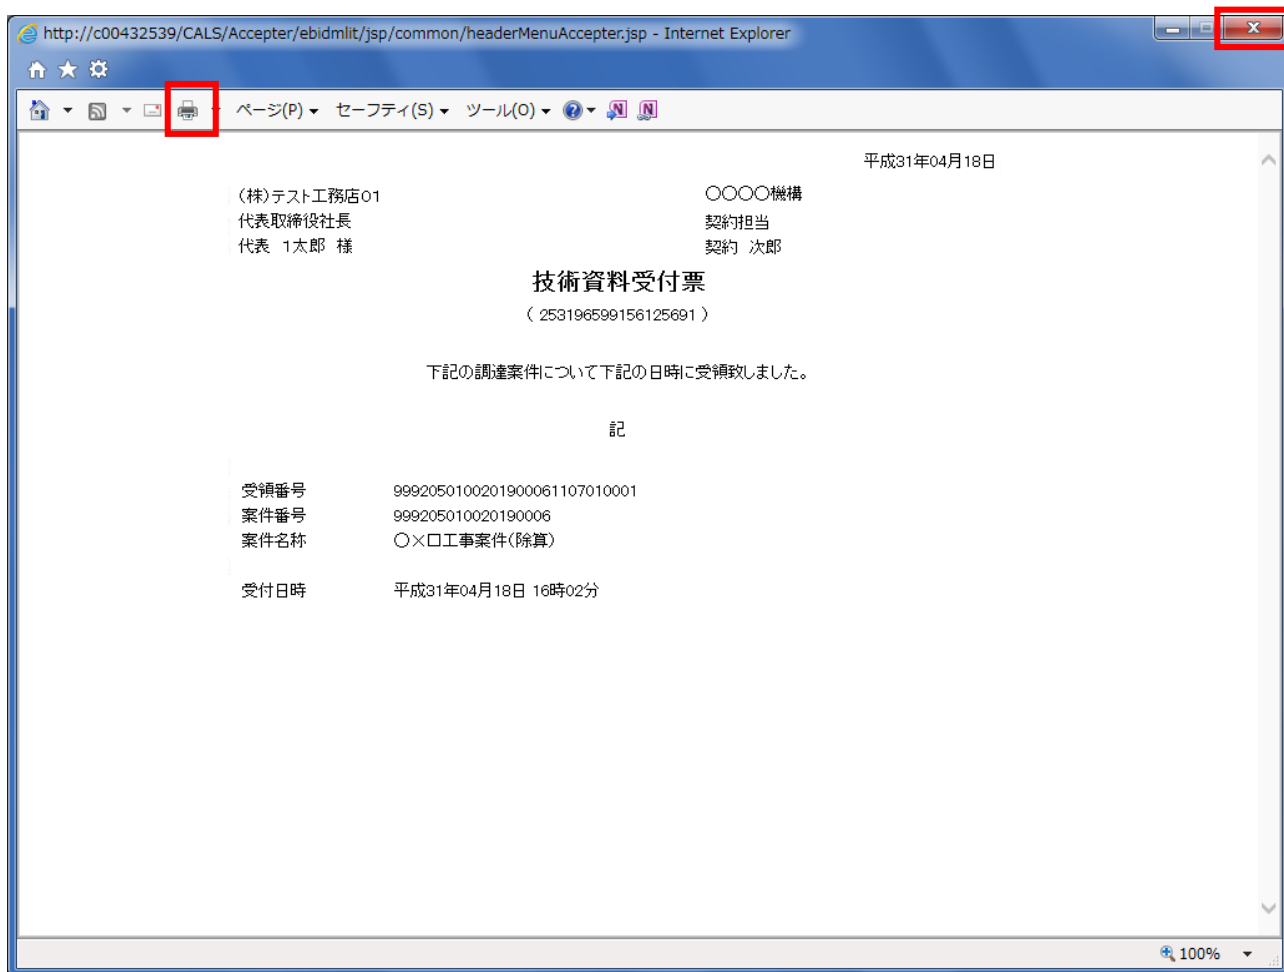 http://c00432539/CALS/Accepter/ebidmlit/jsp/common/headerMenuAccepter.jsp - Internet Explorer
ページ(P) セーフティ(S) ツール(O)
平成31年04月18日
(株)テスト工務店01
〇〇〇〇機構
代表取締役社長
契約担当
代表 1太郎 様
契約 次郎
技術資料受付票
( 253196599156125691 )
下記の調達案件について下記の日時に受領致しました。
記
受領番号 9992050100201900061107010001
案件番号 999205010020190006
案件名称 〇×口工事案件(除算)
受付日時 平成31年04月18日 16時02分
100%